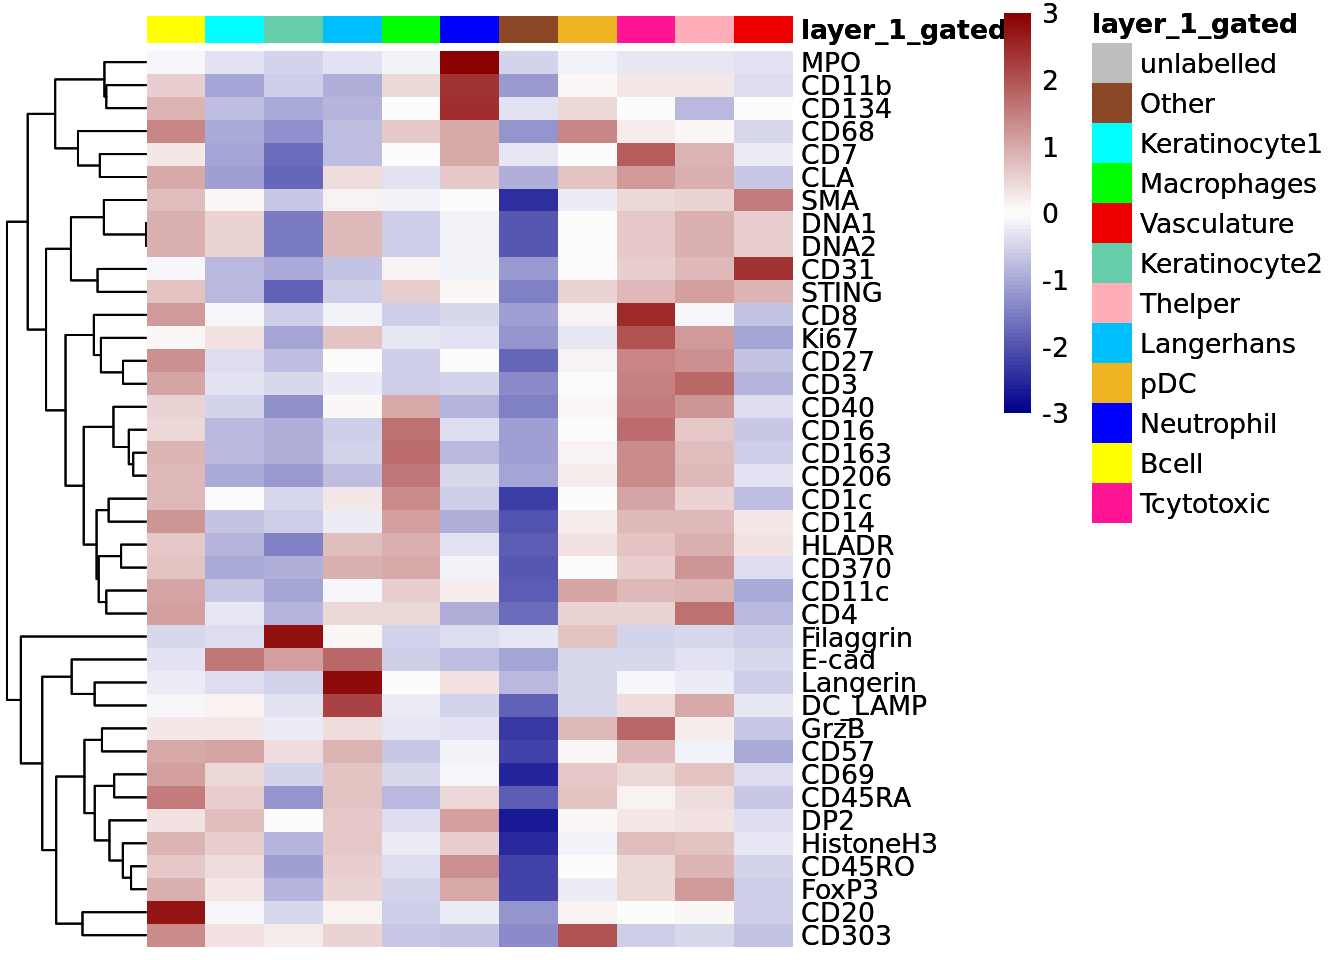 layer_1_gated
MPO
CD11b
CD134
CD68
CD7
CLA
SMA
DNA1
DNA2
CD31
STING
CD8
Ki67
CD27
CD3
CD40
CD16
CD163
CD206
CD1c
CD14
HLADR
CD370
CD11c
CD4
Filaggrin
E-cad
Langerin
DC_LAMP
GrzB
CD57
CD69
CD45RA
DP2
HistoneH3
CD45RO
FoxP3
CD20
CD303
3
2
1
0
-1
-2
-3
layer_1_gated
unlabelled
Other
Keratinocyte1
Macrophages
Vasculature
Keratinocyte2
Thelper
Langerhans
pDC
Neutrophil
Bcell
Tcytotoxic